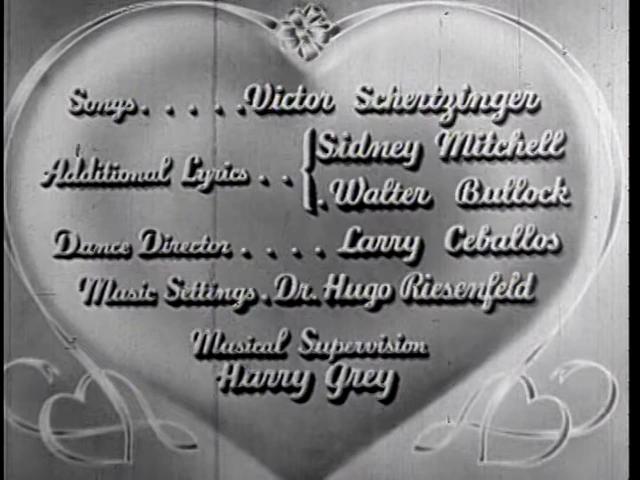 Songs . . . . . Victor Schertzinger
Additional Lyrics . . { Sidney Mitchell
. Walter Bullock
Dance Director . . . . Larry Ceballos
Music Settings . Dr. Hugo Riesenfeld
Musical Supervision
Harry Grey